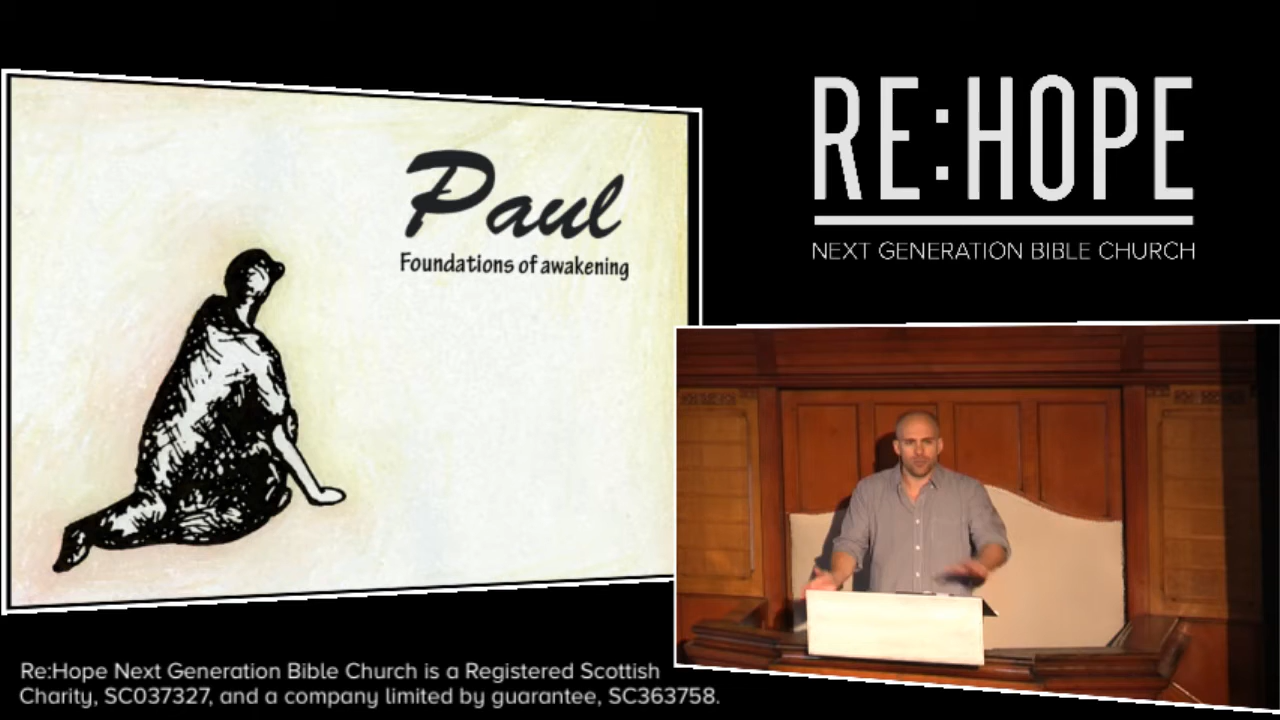 Paul
Foundations of awakening
RE:HOPE
NEXT GENERATION BIBLE CHURCH
Re:Hope Next Generation Bible Church is a Registered Scottish
Charity, SC037327, and a company limited by guarantee, SC363758.